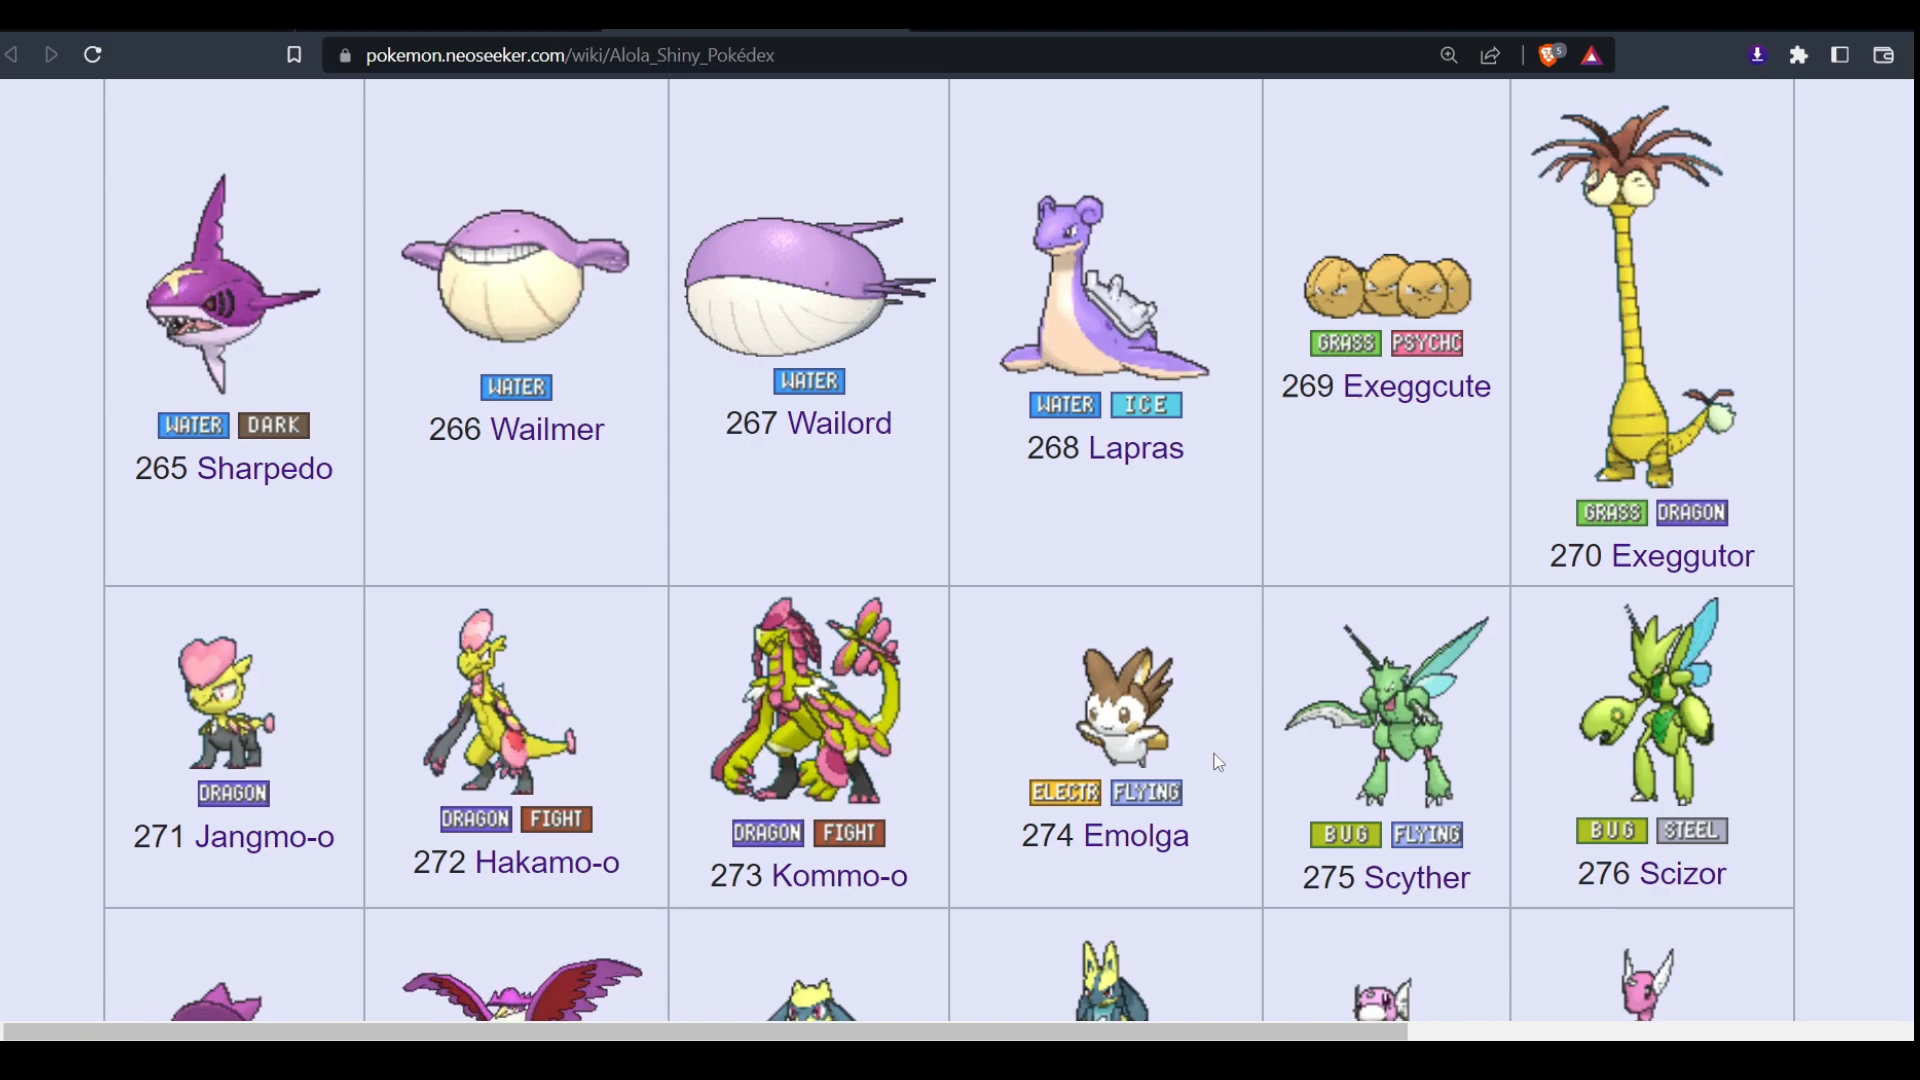 pokemon.neoseeker.com/wiki/Alola_Shiny_Pokédex
5
WATER DARK
265 Sharpedo
WATER
266 Wailmer
WATER
267 Wailord
WATER ICE
268 Lapras
GRASS PSYCHC
269 Exeggcute
GRASS DRAGON
270 Exeggutor
DRAGON
271 Jangmo-o
DRAGON FIGHT
272 Hakamo-o
DRAGON FIGHT
273 Kommo-o
ELECTR FLYING
274 Emolga
BUG FLYING
275 Scyther
BUG STEEL
276 Scizor